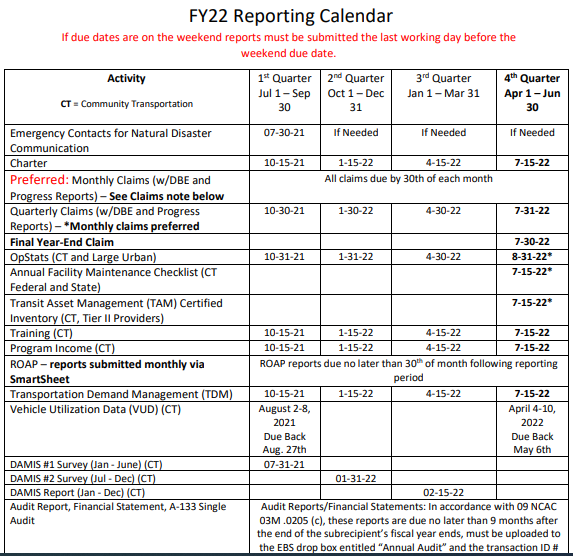 FY22 Reporting Calendar
If due dates are on the weekend reports must be submitted the last working day before the
weekend due date.
Activity
CT = Community Transportation
1st Quarter
Jul 1 – Sep
30
2nd Quarter
Oct 1 – Dec
31
3rd Quarter
Jan 1 – Mar 31
4th Quarter
Apr 1 – Jun
30
Emergency Contacts for Natural Disaster
Communication
07-30-21
If Needed
If Needed
If Needed
Charter
10-15-21
1-15-22
4-15-22
7-15-22
Preferred: Monthly Claims (w/DBE and
Progress Reports) – See Claims note below
All claims due by 30th of each month
Quarterly Claims (w/DBE and Progress
Reports) – *Monthly claims preferred
10-30-21
1-30-22
4-30-22
7-31-22
Final Year-End Claim
7-30-22
OpStats (CT and Large Urban)
10-31-21
1-31-22
4-30-22
8-31-22*
Annual Facility Maintenance Checklist (CT
Federal and State)
7-15-22*
Transit Asset Management (TAM) Certified
Inventory (CT, Tier II Providers)
7-15-22*
Training (CT)
10-15-21
1-15-22
4-15-22
7-15-22
Program Income (CT)
10-15-21
1-15-22
4-15-22
7-15-22
ROAP – reports submitted monthly via
SmartSheet
ROAP reports due no later than 30th of month following reporting
period
Transportation Demand Management (TDM)
10-15-21
1-15-22
4-15-22
7-15-22
Vehicle Utilization Data (VUD) (CT)
August 2-8,
2021
Due Back
Aug. 27th
April 4-10,
2022
Due Back
May 6th
DAMIS #1 Survey (Jan - June) (CT)
07-31-21
DAMIS #2 Survey (Jul - Dec) (CT)
01-31-22
DAMIS Report (Jan - Dec) (CT)
02-15-22
Audit Report, Financial Statement, A-133 Single
Audit
Audit Reports/Financial Statements: In accordance with 09 NCAC
03M .0205 (c), these reports are due no later than 9 months after
the end of the subrecipient's fiscal year ends, must be uploaded to
the EBS drop box entitled "Annual Audit" and the transaction ID #